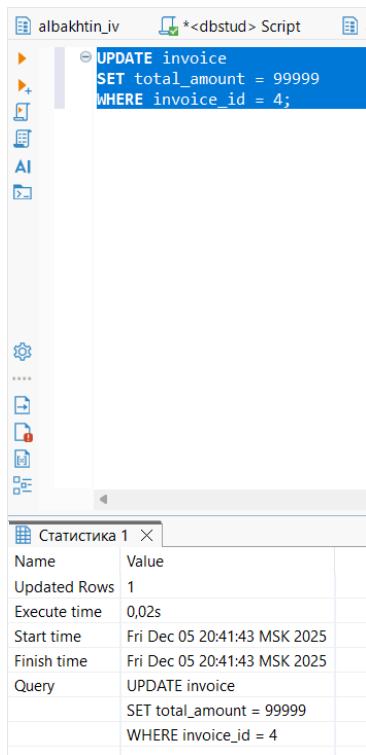 albakhtin_iv
*<dbstud> Script
UPDATE invoice
SET total_amount = 99999
WHERE invoice_id = 4;
AI
Статистика 1
Name Value
Updated Rows 1
Execute time 0,02s
Start time Fri Dec 05 20:41:43 MSK 2025
Finish time Fri Dec 05 20:41:43 MSK 2025
Query UPDATE invoice
SET total_amount = 99999
WHERE invoice_id = 4